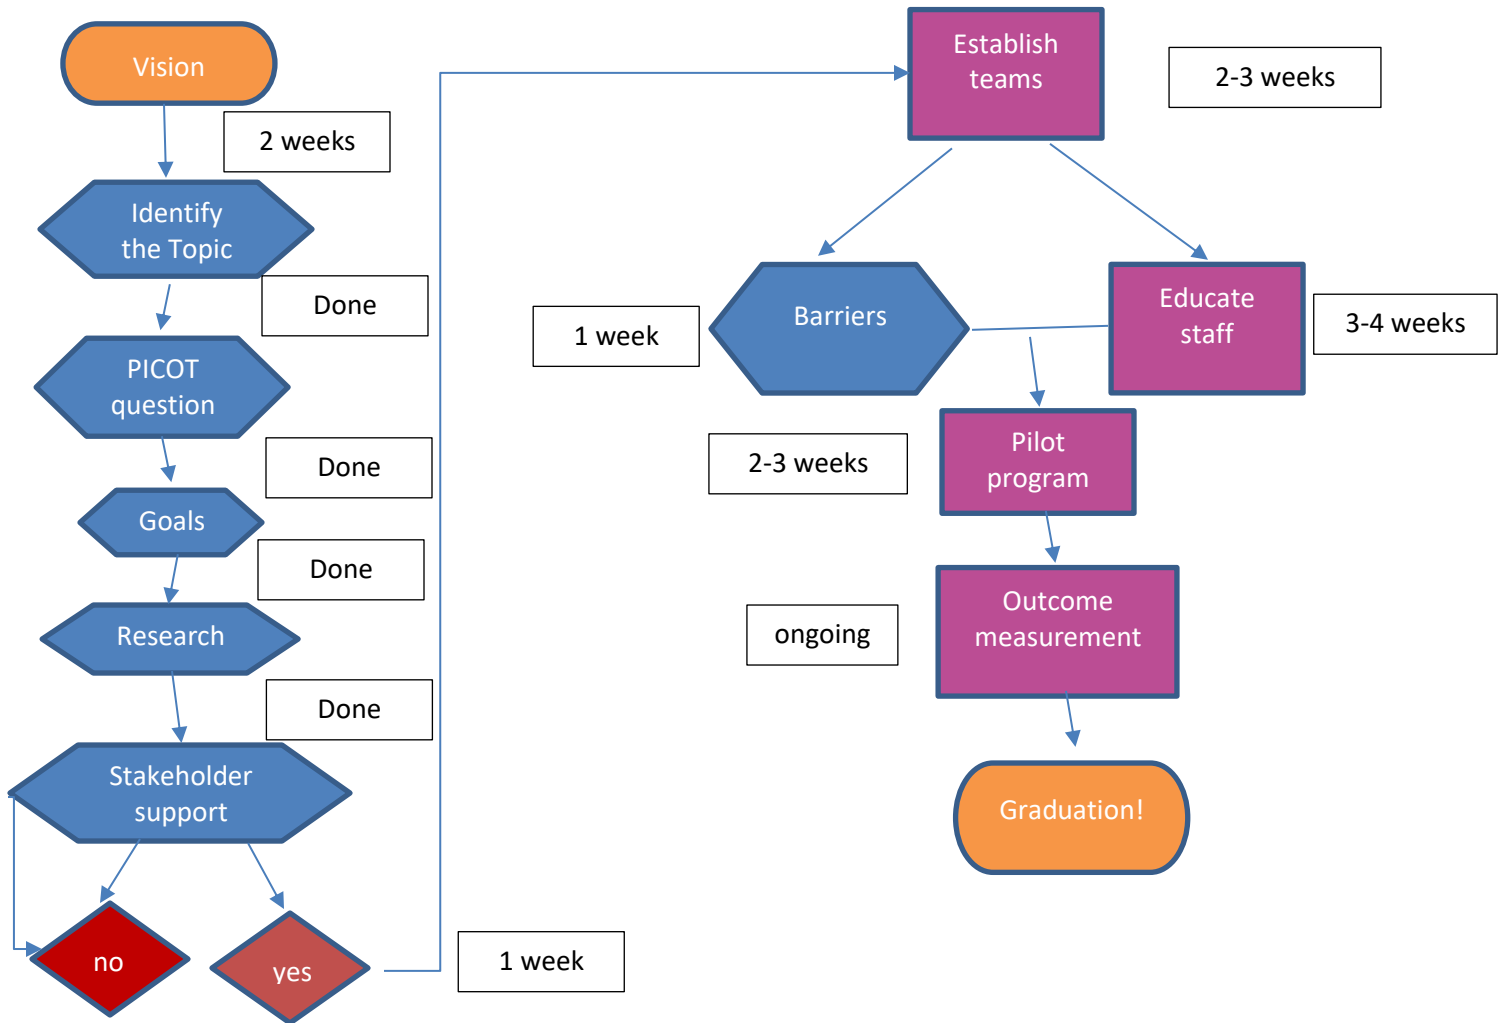 Vision
2 weeks
Identify
the Topic
Done
PICOT
question
Done
Goals
Done
Research
Done
Stakeholder
support
no
yes
1 week
Establish
teams
2-3 weeks
1 week
Barriers
Educate
staff
3-4 weeks
2-3 weeks
Pilot
program
ongoing
Outcome
measurement
Graduation!